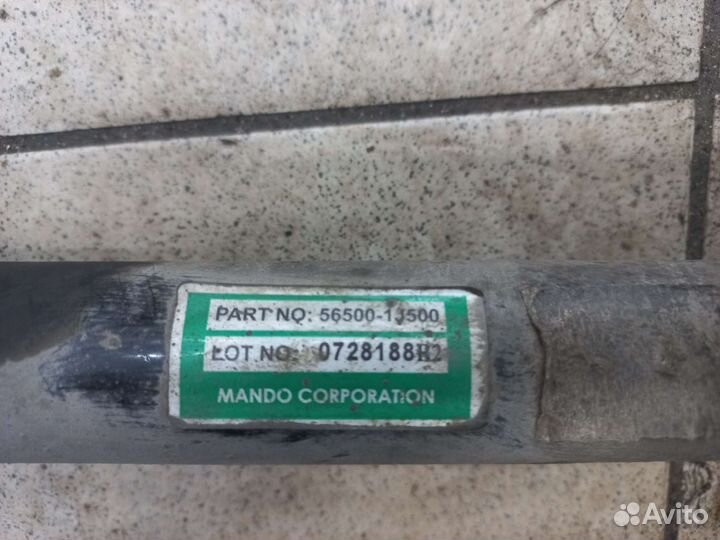 PART NO: 56500-1J500
LOT NO: 0728188H2
MANDO CORPORATION
Avito